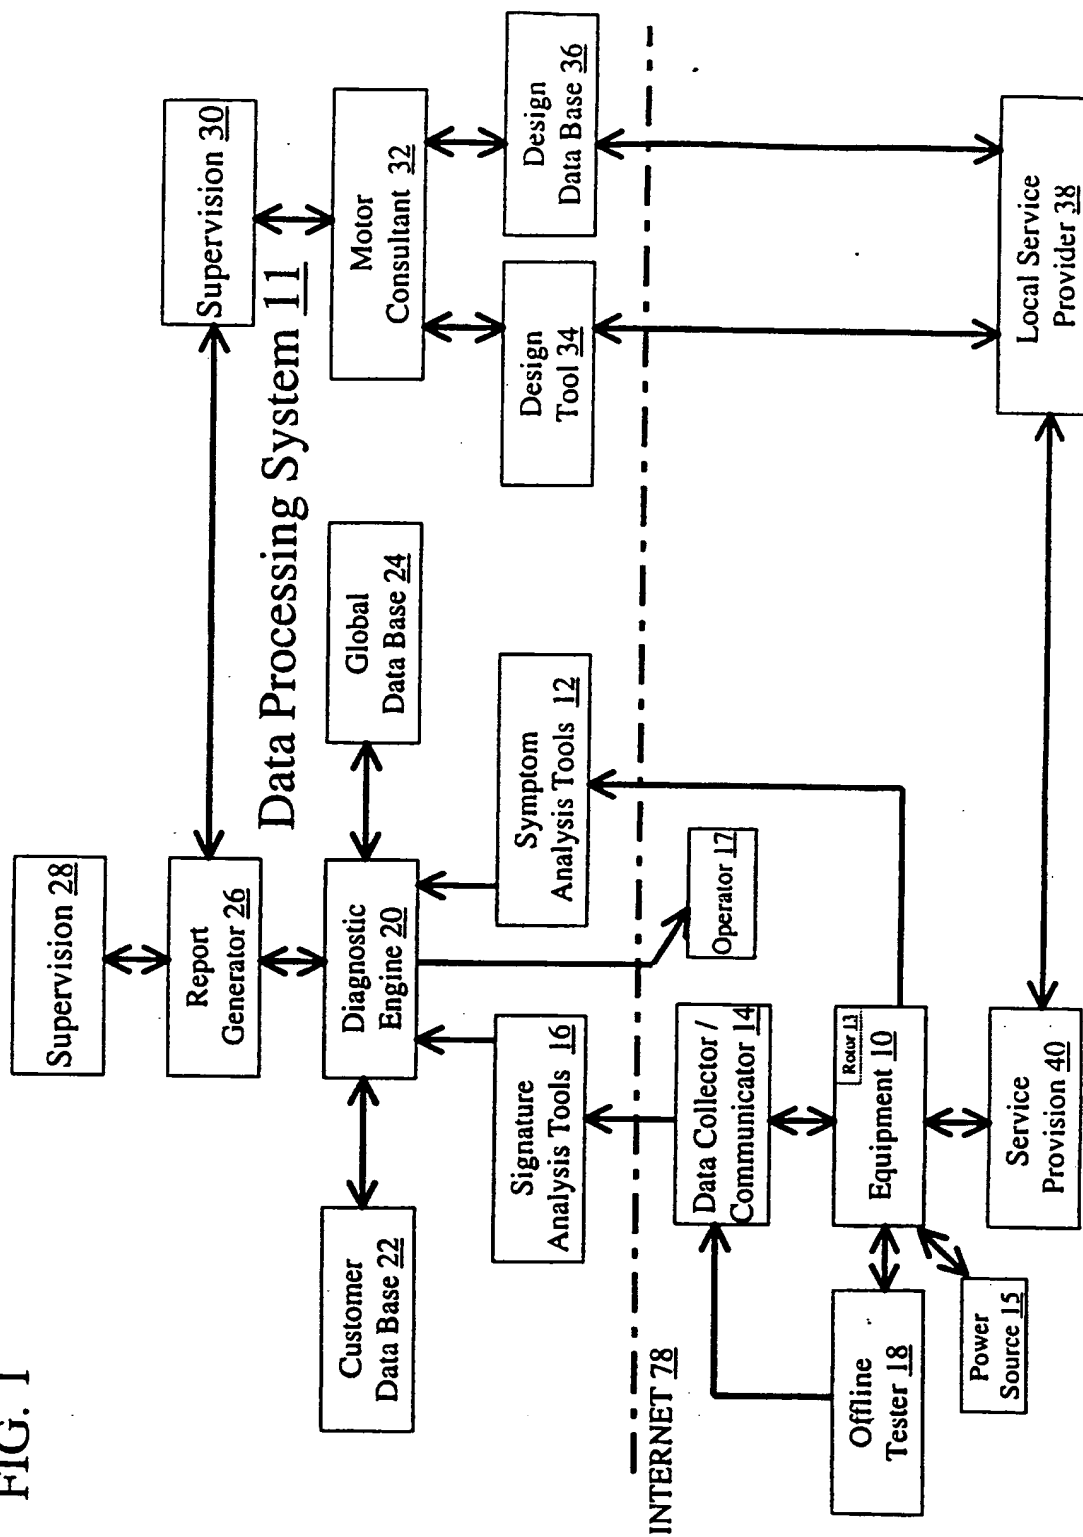 FIG. 1
Supervision 28
Report
Generator 26
Supervision 30
Data Processing System 11
Customer
Data Base 22
Diagnostic
Engine 20
Global
Data Base 24
Motor
Consultant 32
Signature
Analysis Tools 16
Symptom
Analysis Tools 12
Design
Tool 34
Design
Data Base 36
INTERNET 78
Operator 17
Data Collector /
Communicator 14
Offline
Tester 18
Rotor 13
Equipment 10
Power
Source 15
Service
Provision 40
Local Service
Provider 38